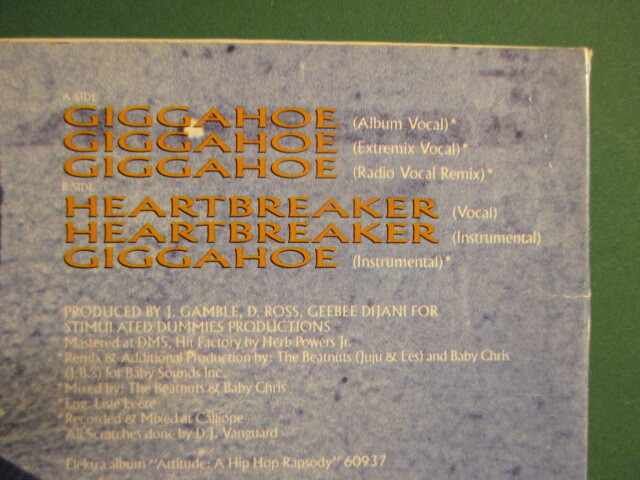 A SIDE
GIGGAHOE (Album Vocal)*
GIGGAHOE (Extremix Vocal)*
GIGGAHOE (Radio Vocal Remix)*
B SIDE
HEARTBREAKER (Vocal)
HEARTBREAKER (Instrumental)
GIGGAHOE (Instrumental)*
PRODUCED BY J. GAMBLE, D. ROSS, GEEBEE DIJANI FOR
STIMULATED DUMMIES PRODUCTIONS
Mastered at DMS, Hit Factory by Herb Powers Jr.
*Remix & Additional Production by: The Beatnuts (Juju & Les) and Baby Chris
(J.B.s) for Baby Sounds Inc.
*Mixed by: The Beatnuts & Baby Chris
*Eng. Lisle Leete
*Recorded & Mixed at Calliope
All Scratches done by D.J. Vanguard
Elektra album "Attitude: A Hip Hop Rapsody" 60937